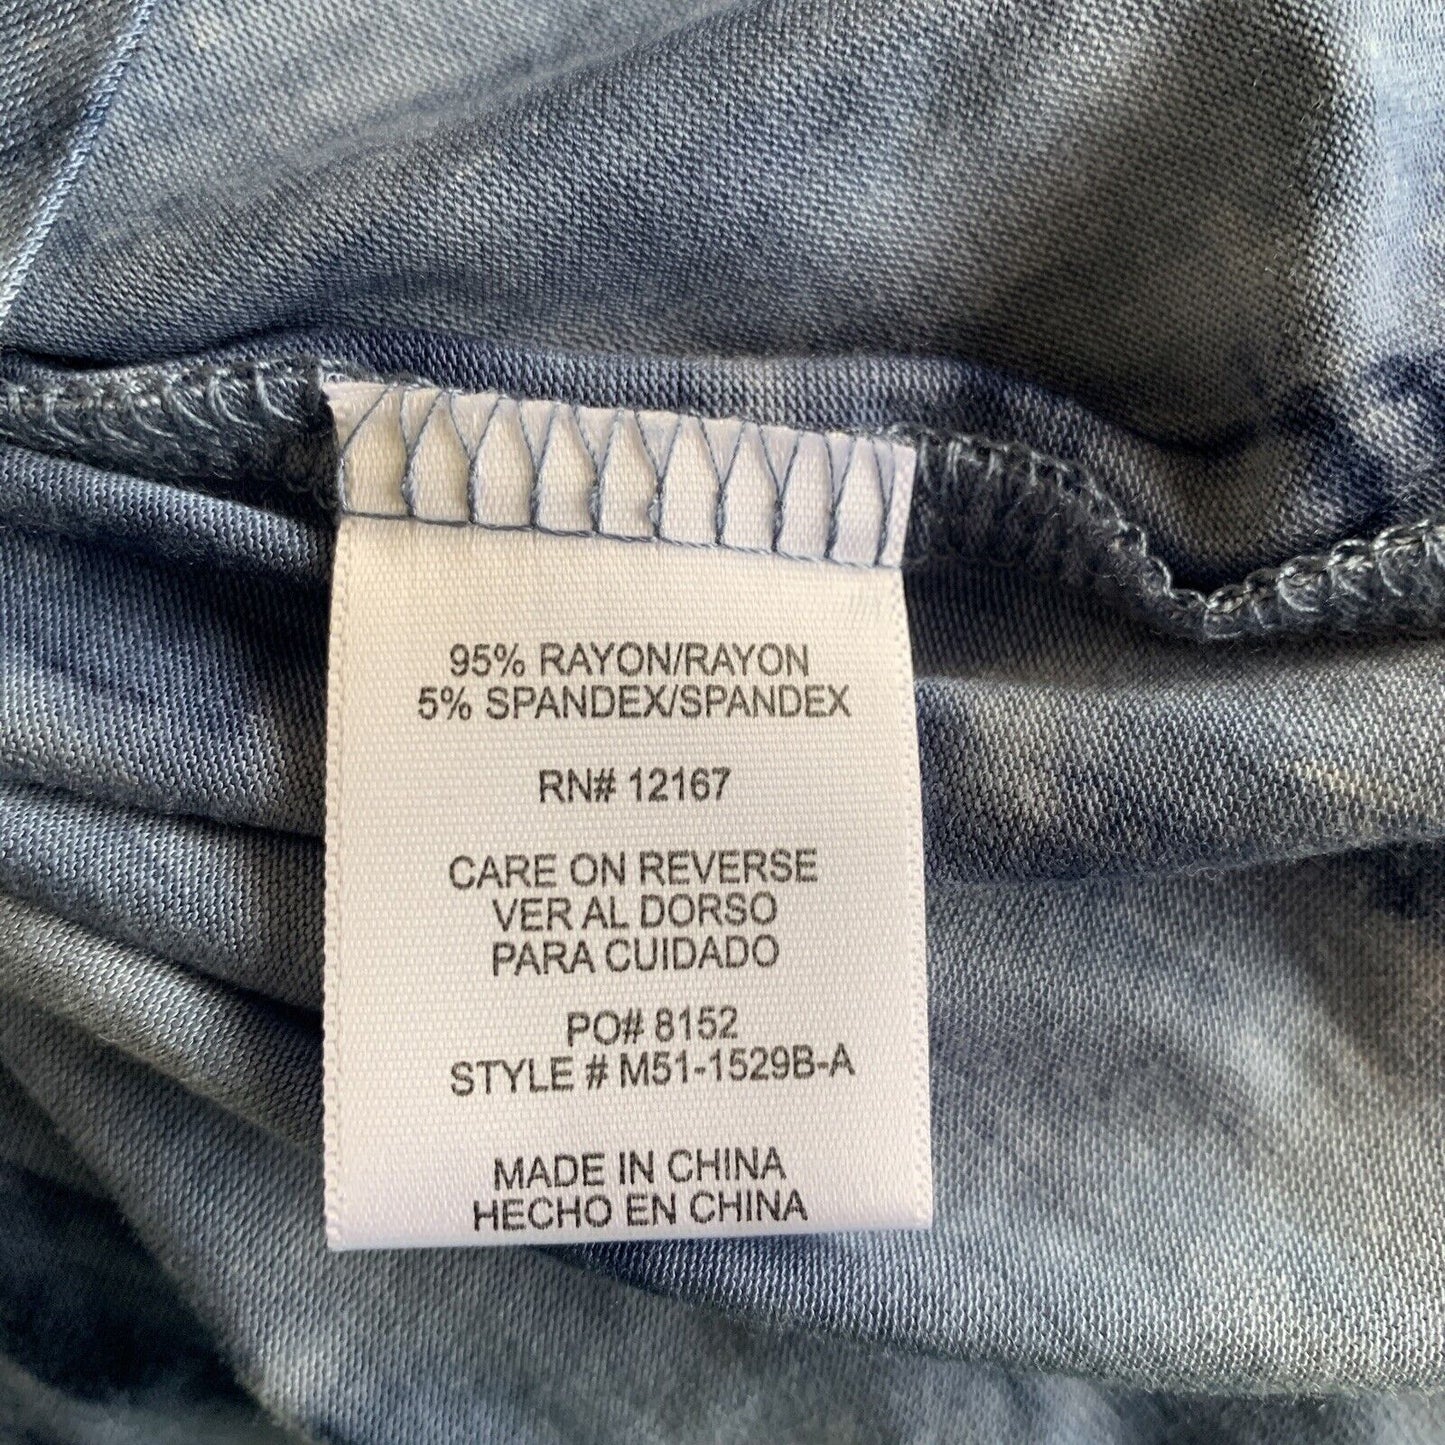 95% RAYON/RAYON
5% SPANDEX/SPANDEX
RN# 12167
CARE ON REVERSE
VER AL DORSO
PARA CUIDADO
PO# 8152
STYLE # M51-1529B-A
MADE IN CHINA
HECHO EN CHINA